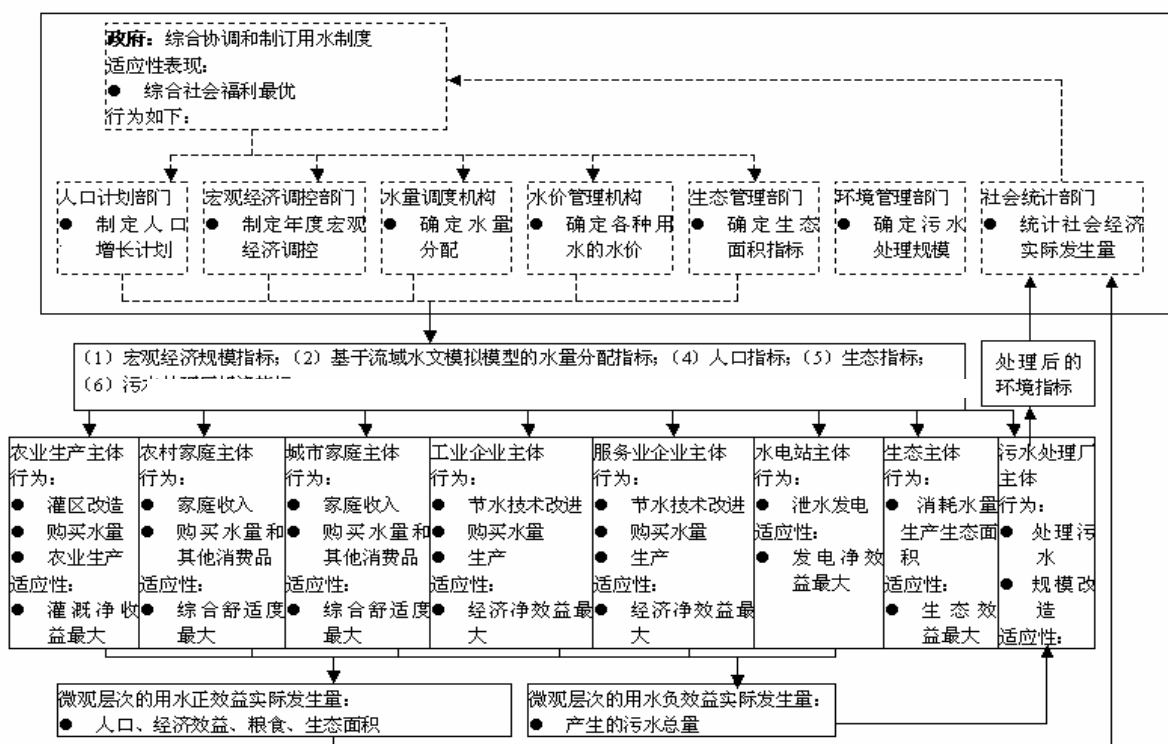 政府：综合协调和制订用水制度
适应性表现：
● 综合社会福利最优
行为如下：
人口计划部门
● 制定人口
增长计划
宏观经济调控部门
● 制定年度宏观
经济调控
水量调度机构
● 确定水量
分配
水价管理机构
● 确定各种用
水的水价
生态管理部门
● 确定生态
面积指标
环境管理部门
● 确定污水
处理规模
社会统计部门
● 统计社会经济
实际发生量
（1）宏观经济规模指标；（2）基于流域水文模拟模型的水量分配指标；（4）人口指标；（5）生态指标；
（6）污
处理后的
环境指标
农业生产主体
行为：
● 灌区改造
● 购买水量
● 农业生产
适应性：
● 灌溉净收
益最大
农村家庭主体
行为：
● 家庭收入
● 购买水量和
其他消费品
适应性：
● 综合舒适度
最大
城市家庭主体
行为：
● 家庭收入
● 购买水量和
其他消费品
适应性：
● 综合舒适度
最大
工业企业主体
行为：
● 节水技术改进
● 购买水量
● 生产
适应性：
● 经济净效益最
大
服务业企业主体
行为：
● 节水技术改进
● 购买水量
● 生产
适应性：
● 经济净效益最
大
水电站主体
行为：
● 泄水发电
适应性：
● 发电净效
益最大
生态主体
行为：
● 消耗水量
生产生态面
积
适应性：
● 生态效
益最大
污水处理厂
主体
行为：
● 处理污
水
● 规模改
造
适应性：
微观层次的用水正效益实际发生量：
● 人口、经济效益、粮食、生态面积
微观层次的用水负效益实际发生量：
● 产生的污水总量